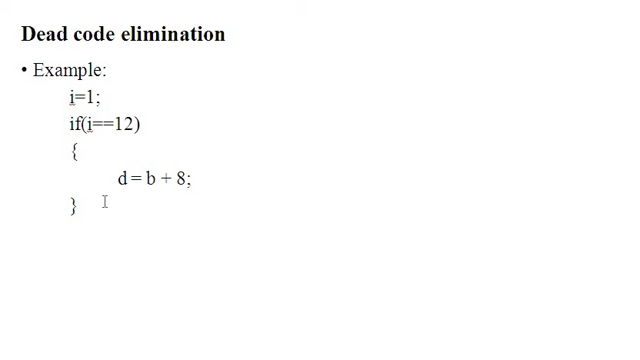 Dead code elimination
• Example:
i=1;
if(i==12)
{
d = b + 8;
}